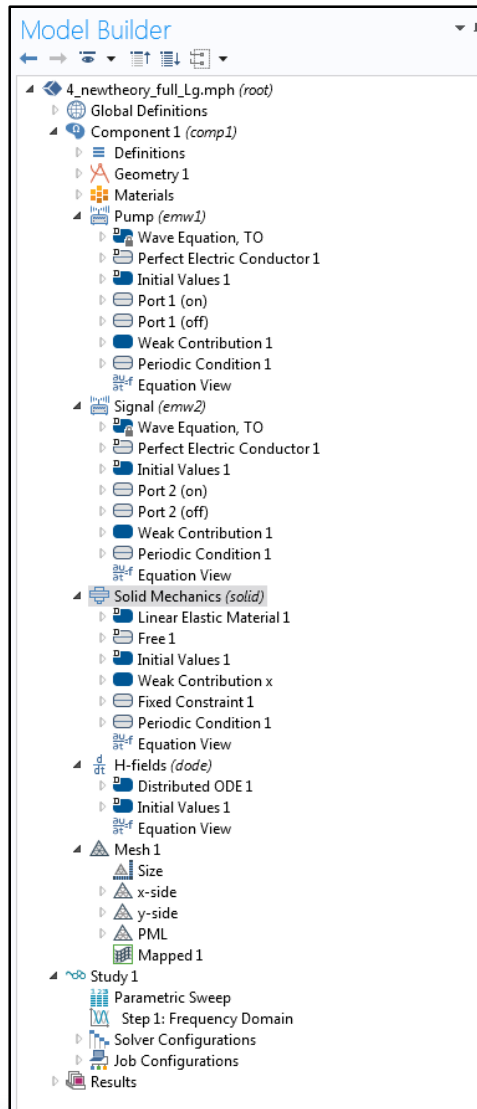 Model Builder
4_newtheory_full_Lg.mph (root)
Global Definitions
Component 1 (comp1)
Definitions
Geometry 1
Materials
Pump (emw1)
Wave Equation, TO
Perfect Electric Conductor 1
Initial Values 1
Port 1 (on)
Port 1 (off)
Weak Contribution 1
Periodic Condition 1
Equation View
Signal (emw2)
Wave Equation, TO
Perfect Electric Conductor 1
Initial Values 1
Port 2 (on)
Port 2 (off)
Weak Contribution 1
Periodic Condition 1
Equation View
Solid Mechanics (solid)
Linear Elastic Material 1
Free 1
Initial Values 1
Weak Contribution x
Fixed Constraint 1
Periodic Condition 1
Equation View
H-fields (dode)
Distributed ODE 1
Initial Values 1
Equation View
Mesh 1
Size
x-side
y-side
PML
Mapped 1
Study 1
Parametric Sweep
Step 1: Frequency Domain
Solver Configurations
Job Configurations
Results